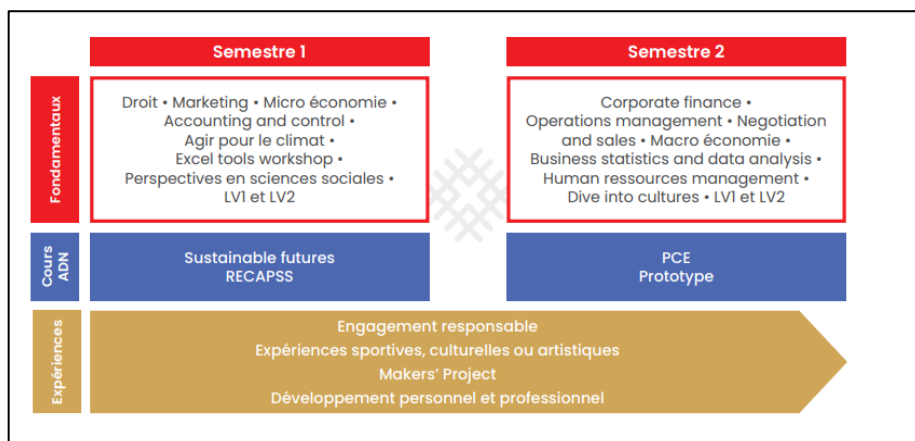 Semestre 1
Semestre 2
Fondamentaux
Droit • Marketing • Micro économie •
Accounting and control •
Agir pour le climat •
Excel tools workshop •
Perspectives en sciences sociales •
LV1 et LV2
Corporate finance •
Operations management • Negotiation
and sales • Macro économie •
Business statistics and data analysis •
Human ressources management •
Dive into cultures • LV1 et LV2
Cours
ADN
Sustainable futures
RECAPSS
PCE
Prototype
Expériences
Engagement responsable
Expériences sportives, culturelles ou artistiques
Makers' Project
Développement personnel et professionnel